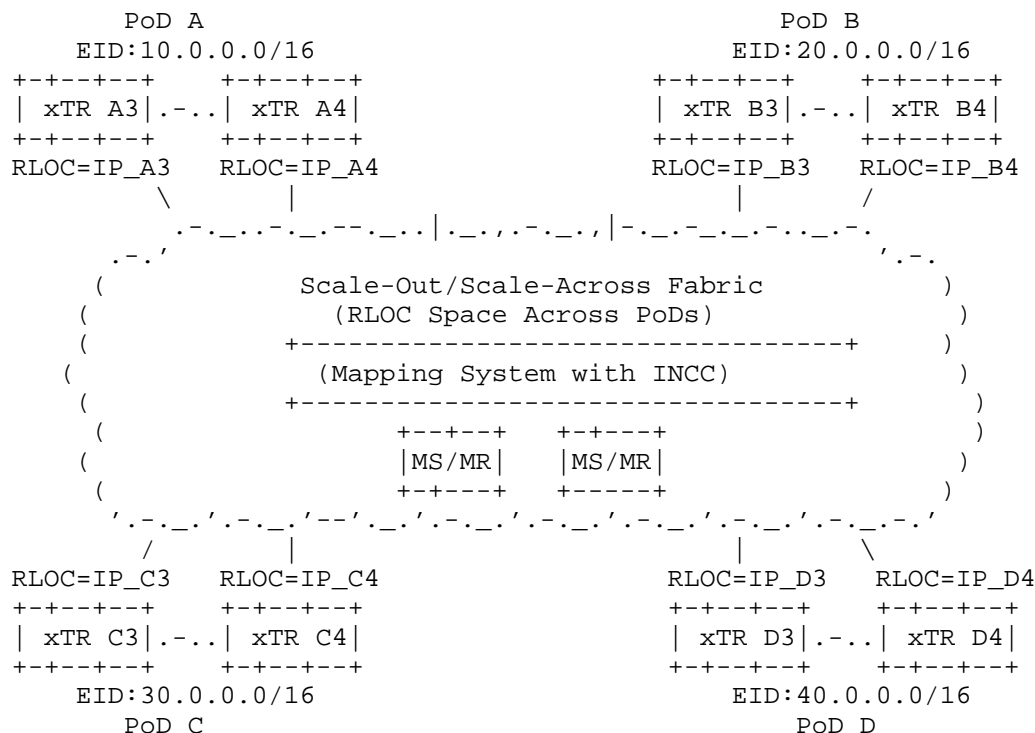 PoD A PoD B
EID:10.0.0.0/16 EID:20.0.0.0/16
xTR A3 xTR A4 xTR B3 xTR B4
RLOC=IP_A3 RLOC=IP_A4 RLOC=IP_B3 RLOC=IP_B4
Scale-Out/Scale-Across Fabric
(RLOC Space Across PoDs)
(Mapping System with INCC)
MS/MR MS/MR
RLOC=IP_C3 RLOC=IP_C4 RLOC=IP_D3 RLOC=IP_D4
xTR C3 xTR C4 xTR D3 xTR D4
EID:30.0.0.0/16 EID:40.0.0.0/16
PoD C PoD D